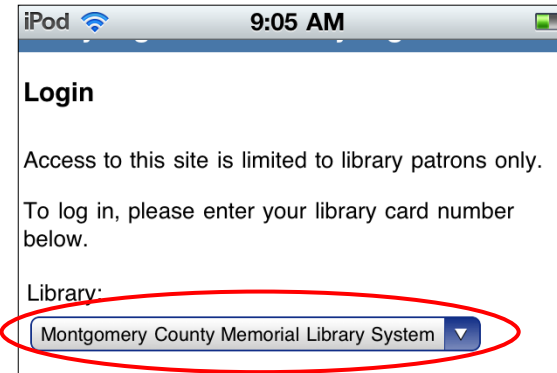 iPod 9:05 AM
Login
Access to this site is limited to library patrons only.
To log in, please enter your library card number
below.
Library:
Montgomery County Memorial Library System